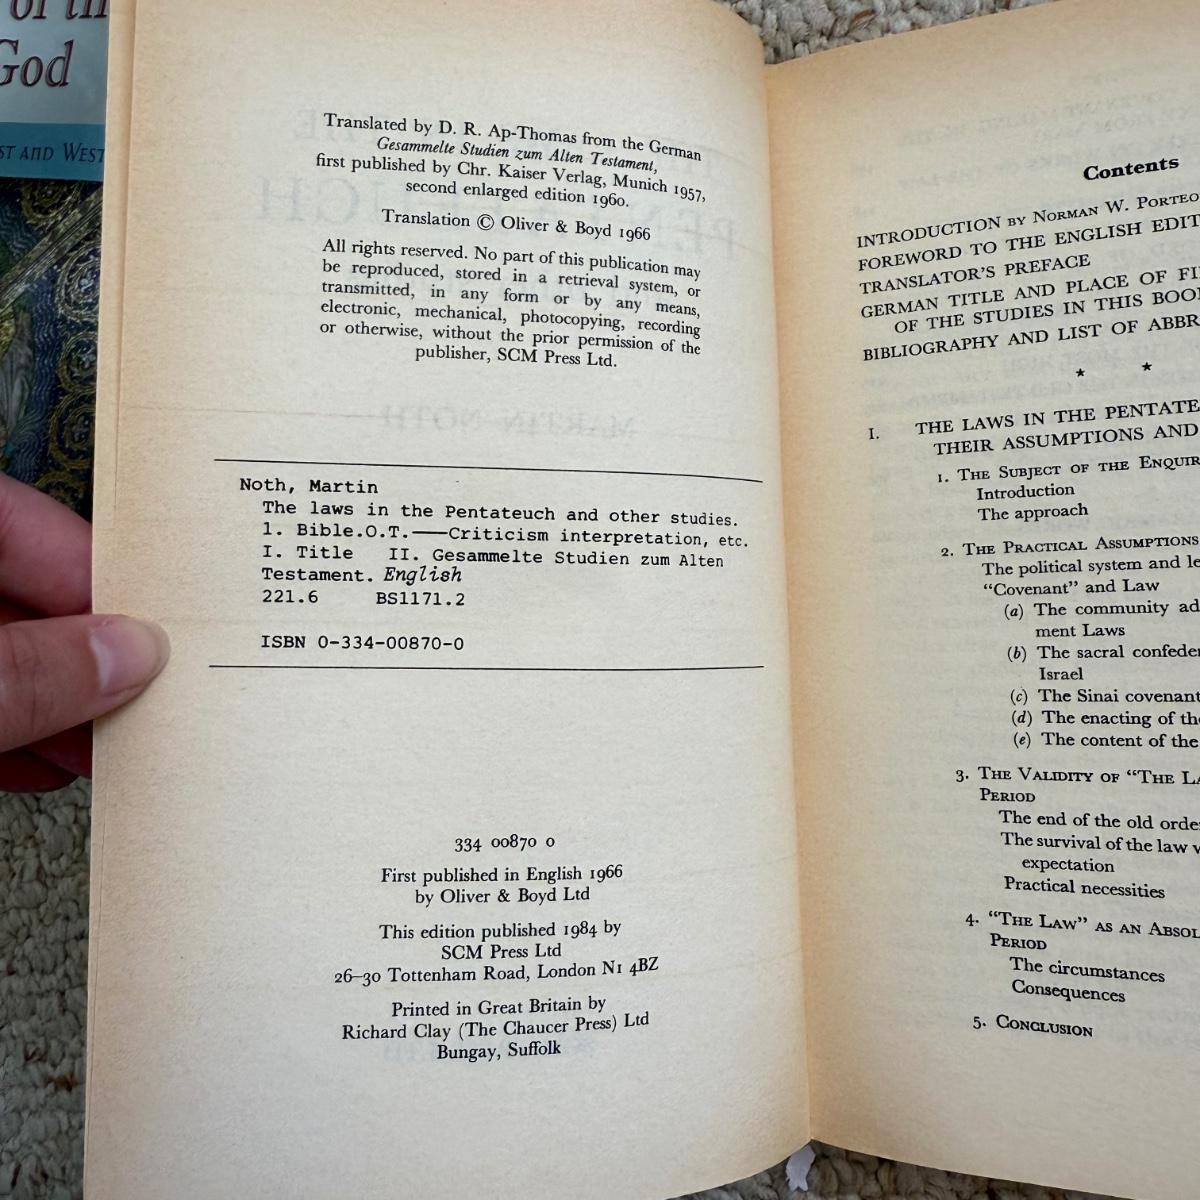 God
ST AND WEST
Translated by D. R. Ap-Thomas from the German
Gesammelte Studien zum Alten Testament,
first published by Chr. Kaiser Verlag, Munich 1957,
second enlarged edition 1960.
Translation © Oliver & Boyd 1966
All rights reserved. No part of this publication may
be reproduced, stored in a retrieval system, or
transmitted, in any form or by any means,
electronic, mechanical, photocopying, recording
or otherwise, without the prior permission of the
publisher, SCM Press Ltd.
Noth, Martin
The laws in the Pentateuch and other studies.
1. Bible.O.T.——Criticism interpretation, etc.
I. Title II. Gesammelte Studien zum Alten
Testament. English
221.6 BS1171.2
ISBN 0-334-00870-0
334 00870 0
First published in English 1966
by Oliver & Boyd Ltd
This edition published 1984 by
SCM Press Ltd
26–30 Tottenham Road, London N1 4BZ
Printed in Great Britain by
Richard Clay (The Chaucer Press) Ltd
Bungay, Suffolk
Contents
INTRODUCTION BY NORMAN W. PORTEO
FOREWORD TO THE ENGLISH EDIT
TRANSLATOR'S PREFACE
GERMAN TITLE AND PLACE OF FI
OF THE STUDIES IN THIS BOO
BIBLIOGRAPHY AND LIST OF ABBR
★ ★
I. THE LAWS IN THE PENTATE
THEIR ASSUMPTIONS AND
1. THE SUBJECT OF THE ENQUIR
Introduction
The approach
2. THE PRACTICAL ASSUMPTIONS
The political system and le
“Covenant” and Law
(a) The community ad
ment Laws
(b) The sacral confede
Israel
(c) The Sinai covenant
(d) The enacting of th
(e) The content of the
3. THE VALIDITY OF “THE LA
PERIOD
The end of the old orde
The survival of the law v
expectation
Practical necessities
4. “THE LAW” AS AN ABSOL
PERIOD
The circumstances
Consequences
5. CONCLUSION